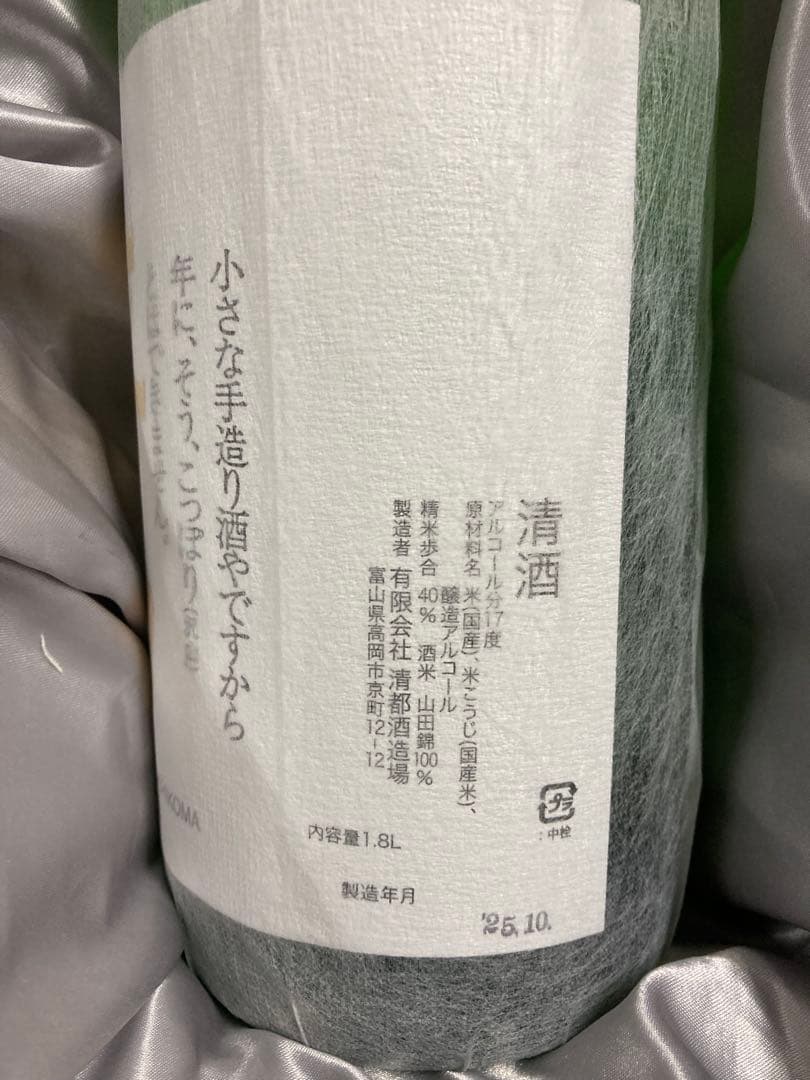 清酒
アルコール分17度
原材料名 米(国産)、米こうじ(国産米)、
醸造アルコール
精米歩合 40% 酒米 山田錦100%
製造者 有限会社 清都酒造場
富山県高岡市京町12-12
プラ
:中栓
内容量1.8L
製造年月
'25.10.
小さな手造り酒やですから
年に、そう、こっぽり
KOMA